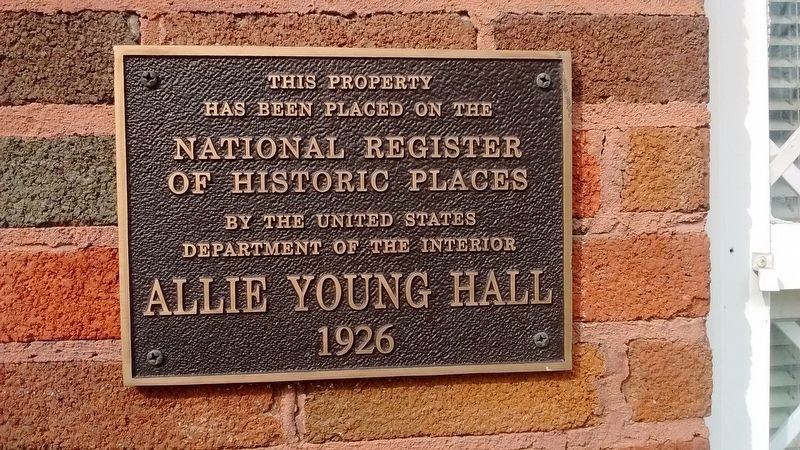 THIS PROPERTY
HAS BEEN PLACED ON THE
NATIONAL REGISTER
OF HISTORIC PLACES
BY THE UNITED STATES
DEPARTMENT OF THE INTERIOR
ALLIE YOUNG HALL
1926